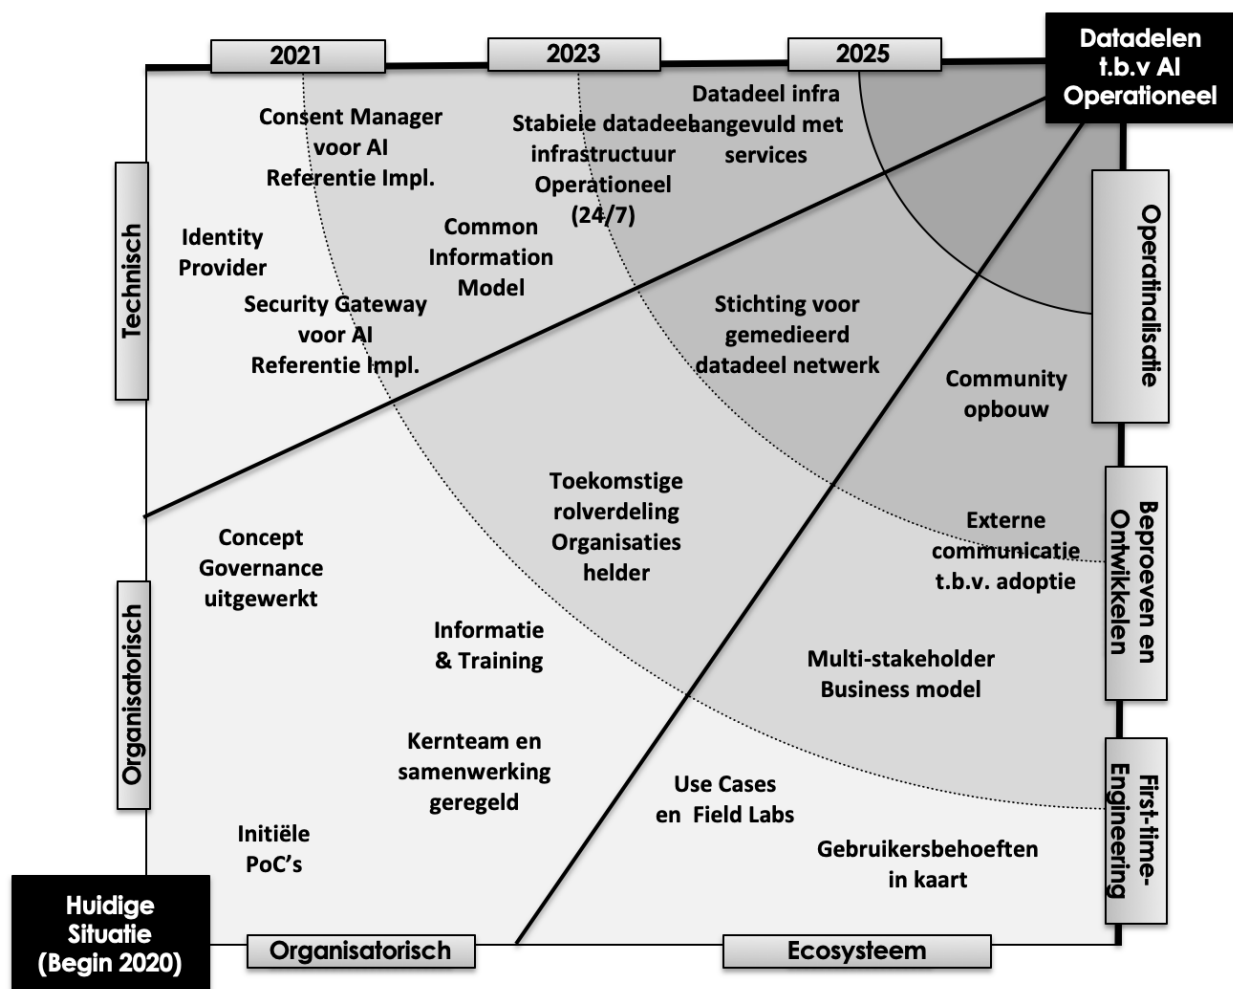 2021
2023
2025
Datadelen
t.b.v AI
Operationeel
Technisch
Consent Manager
voor AI
Referentie Impl.
Identity
Provider
Security Gateway
voor AI
Referentie Impl.
Common
Information
Model
Stabiele datadeel
infrastructuur
Operationeel
(24/7)
Datadeel infra
aangevuld met
services
Operatinalisatie
Stichting voor
gemedieerd
datadeel netwerk
Community
opbouw
Toekomstige
rolverdeling
Organisaties
helder
Externe
communicatie
t.b.v. adoptie
Beproeven en
Ontwikkelen
Organisatorisch
Concept
Governance
uitgewerkt
Informatie
& Training
Multi-stakeholder
Business model
Kernteam en
samenwerking
geregeld
Use Cases
en Field Labs
Initiële
PoC's
Gebruikersbehoeften
in kaart
First-time-
Engineering
Huidige
Situatie
(Begin 2020)
Organisatorisch
Ecosysteem